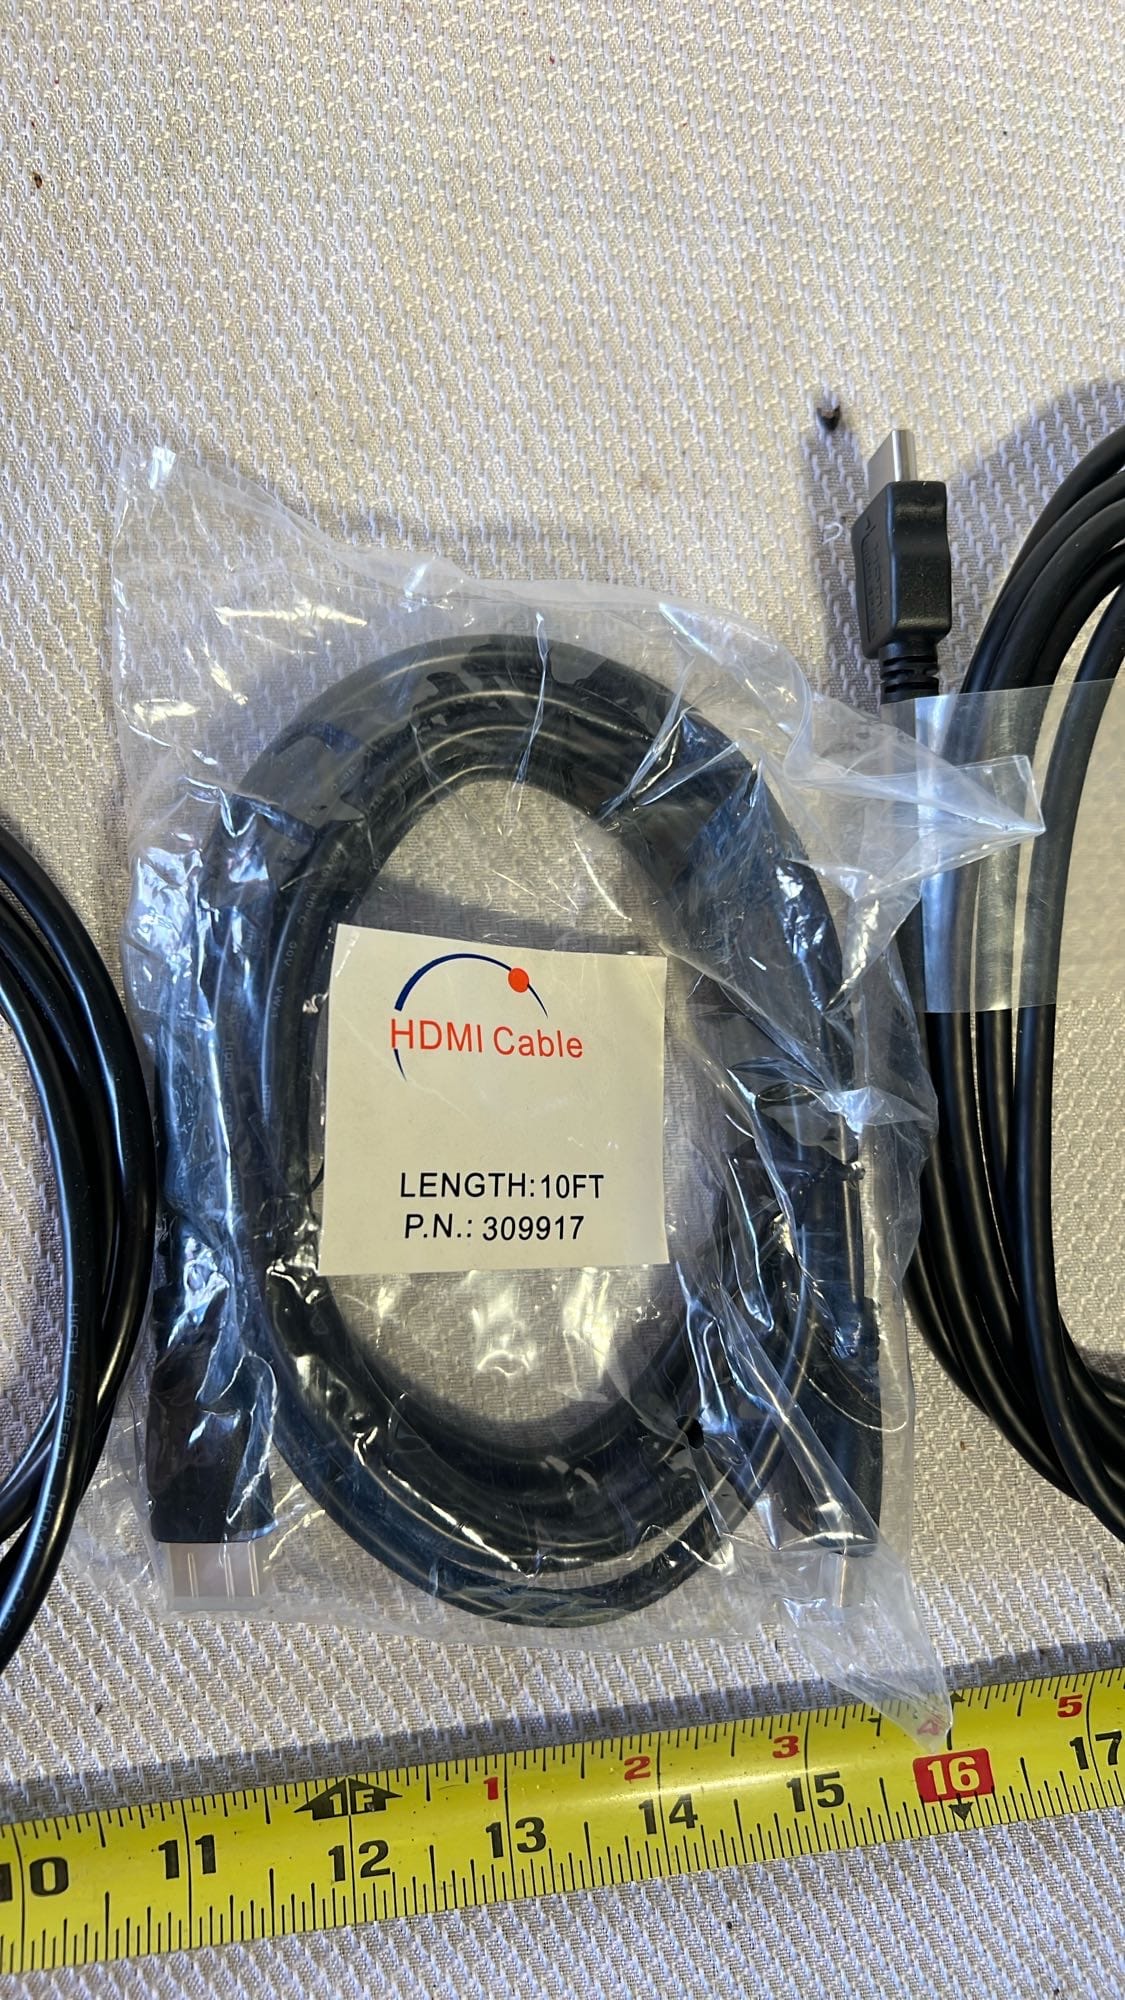 HDMI Cable
LENGTH:10FT
P.N.: 309917
1 2 3 4 5
10 11 1F 12 13 14 15 16 17